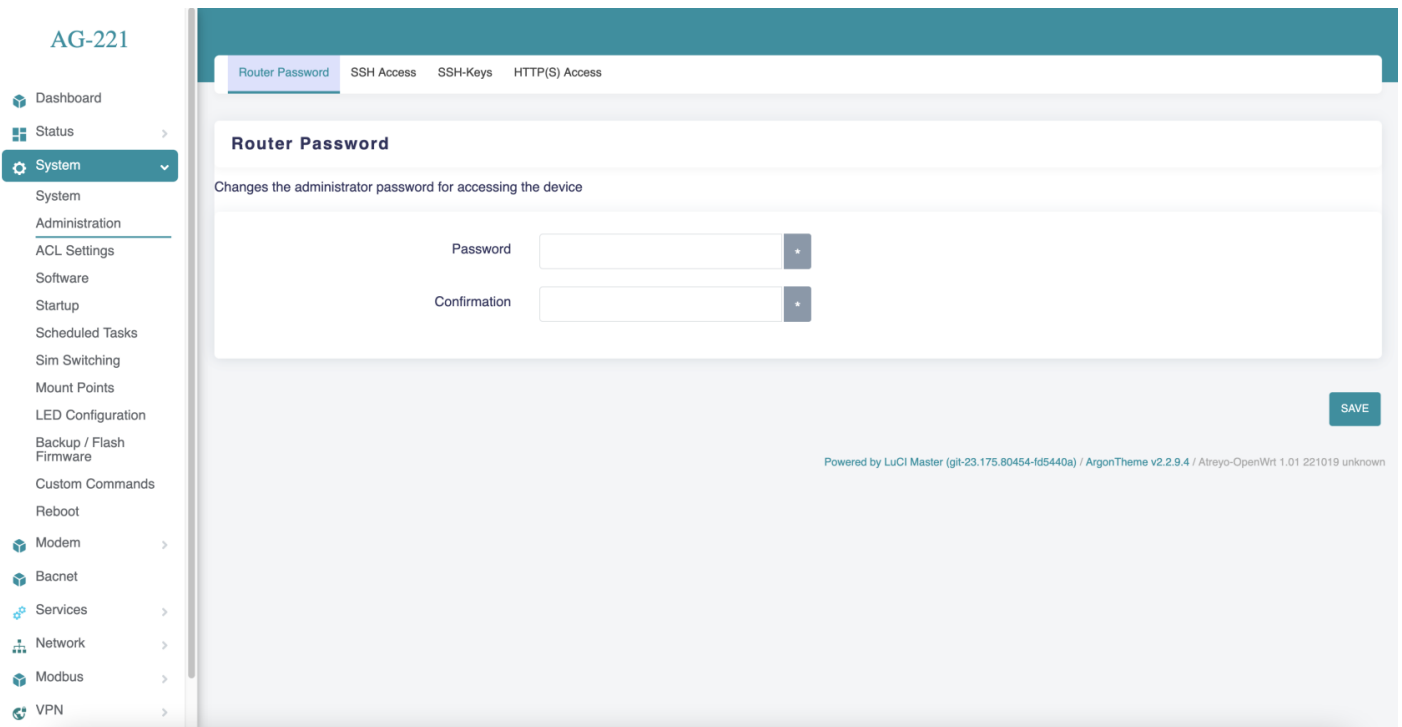 AG-221
Dashboard
Status
System
System
Administration
ACL Settings
Software
Startup
Scheduled Tasks
Sim Switching
Mount Points
LED Configuration
Backup / Flash
Firmware
Custom Commands
Reboot
Modem
Bacnet
Services
Network
Modbus
VPN
Router Password SSH Access SSH-Keys HTTP(S) Access
Router Password
Changes the administrator password for accessing the device
Password *
Confirmation *
SAVE
Powered by LuCI Master (git-23.175.80454-fd5440a) / ArgonTheme v2.2.9.4 / Atreyo-OpenWrt 1.01 221019 unknown